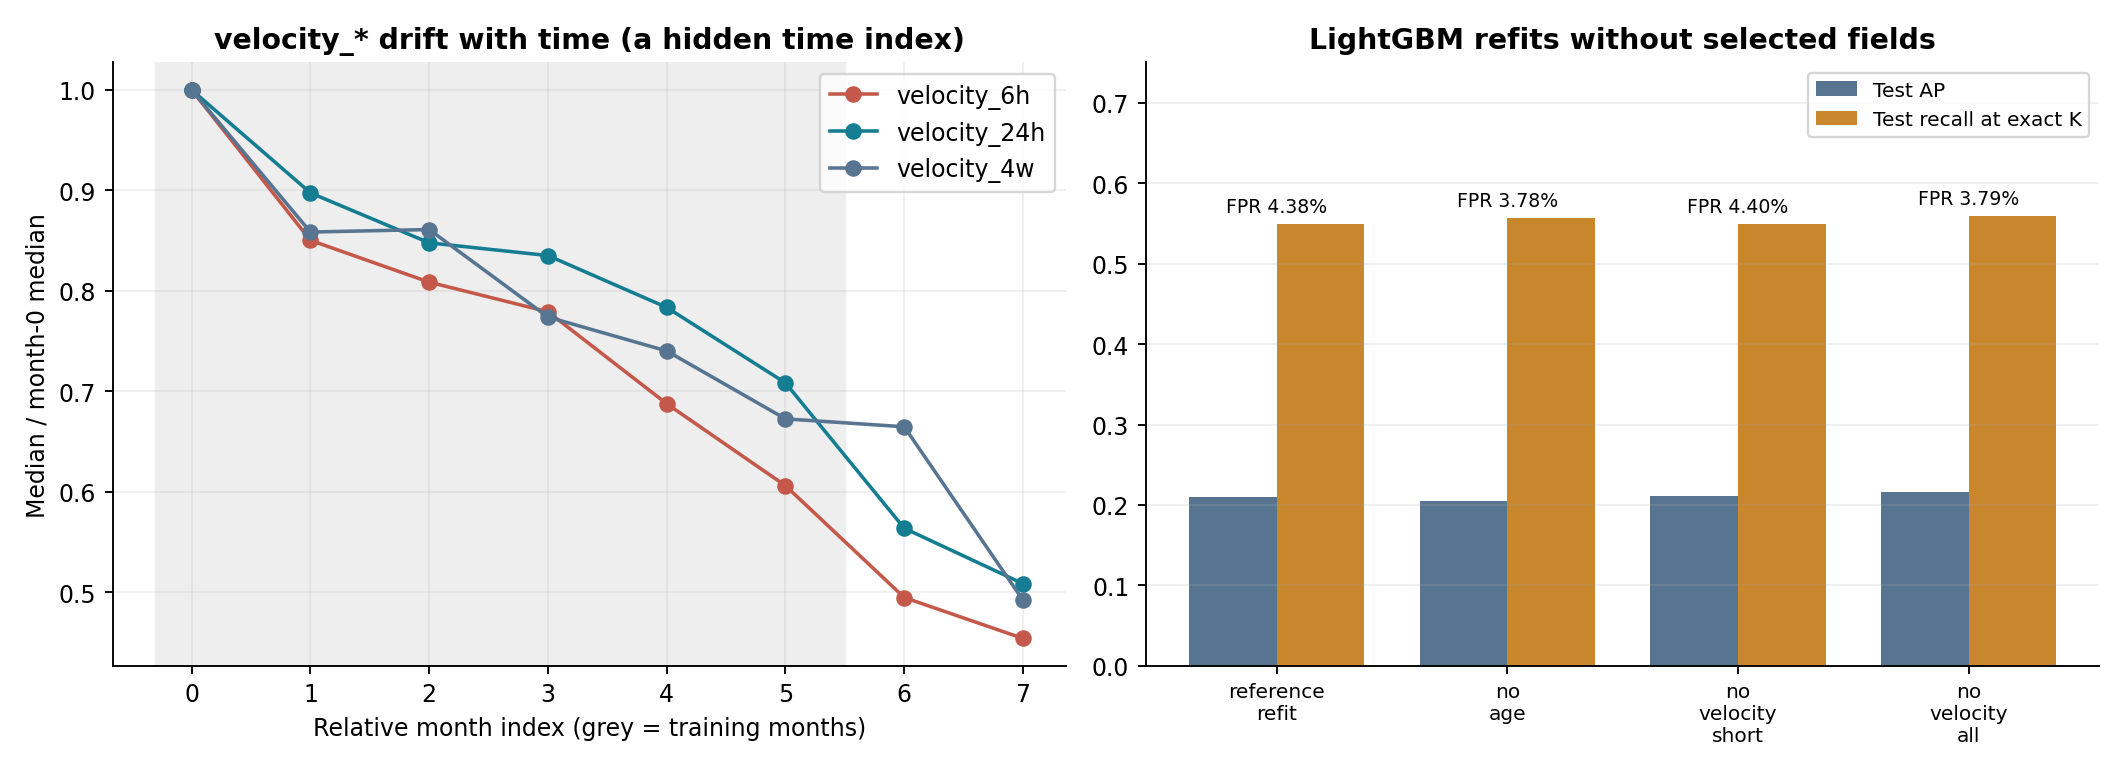 velocity_* drift with time (a hidden time index)
1.0
0.9
0.8
0.7
0.6
0.5
Median / month-0 median
velocity_6h
velocity_24h
velocity_4w
0
1
2
3
4
5
6
7
Relative month index (grey = training months)
LightGBM refits without selected fields
0.7
0.6
0.5
0.4
0.3
0.2
0.1
0.0
Test AP
Test recall at exact K
FPR 4.38%
FPR 3.78%
FPR 4.40%
FPR 3.79%
reference
refit
no
age
no
velocity
short
no
velocity
all